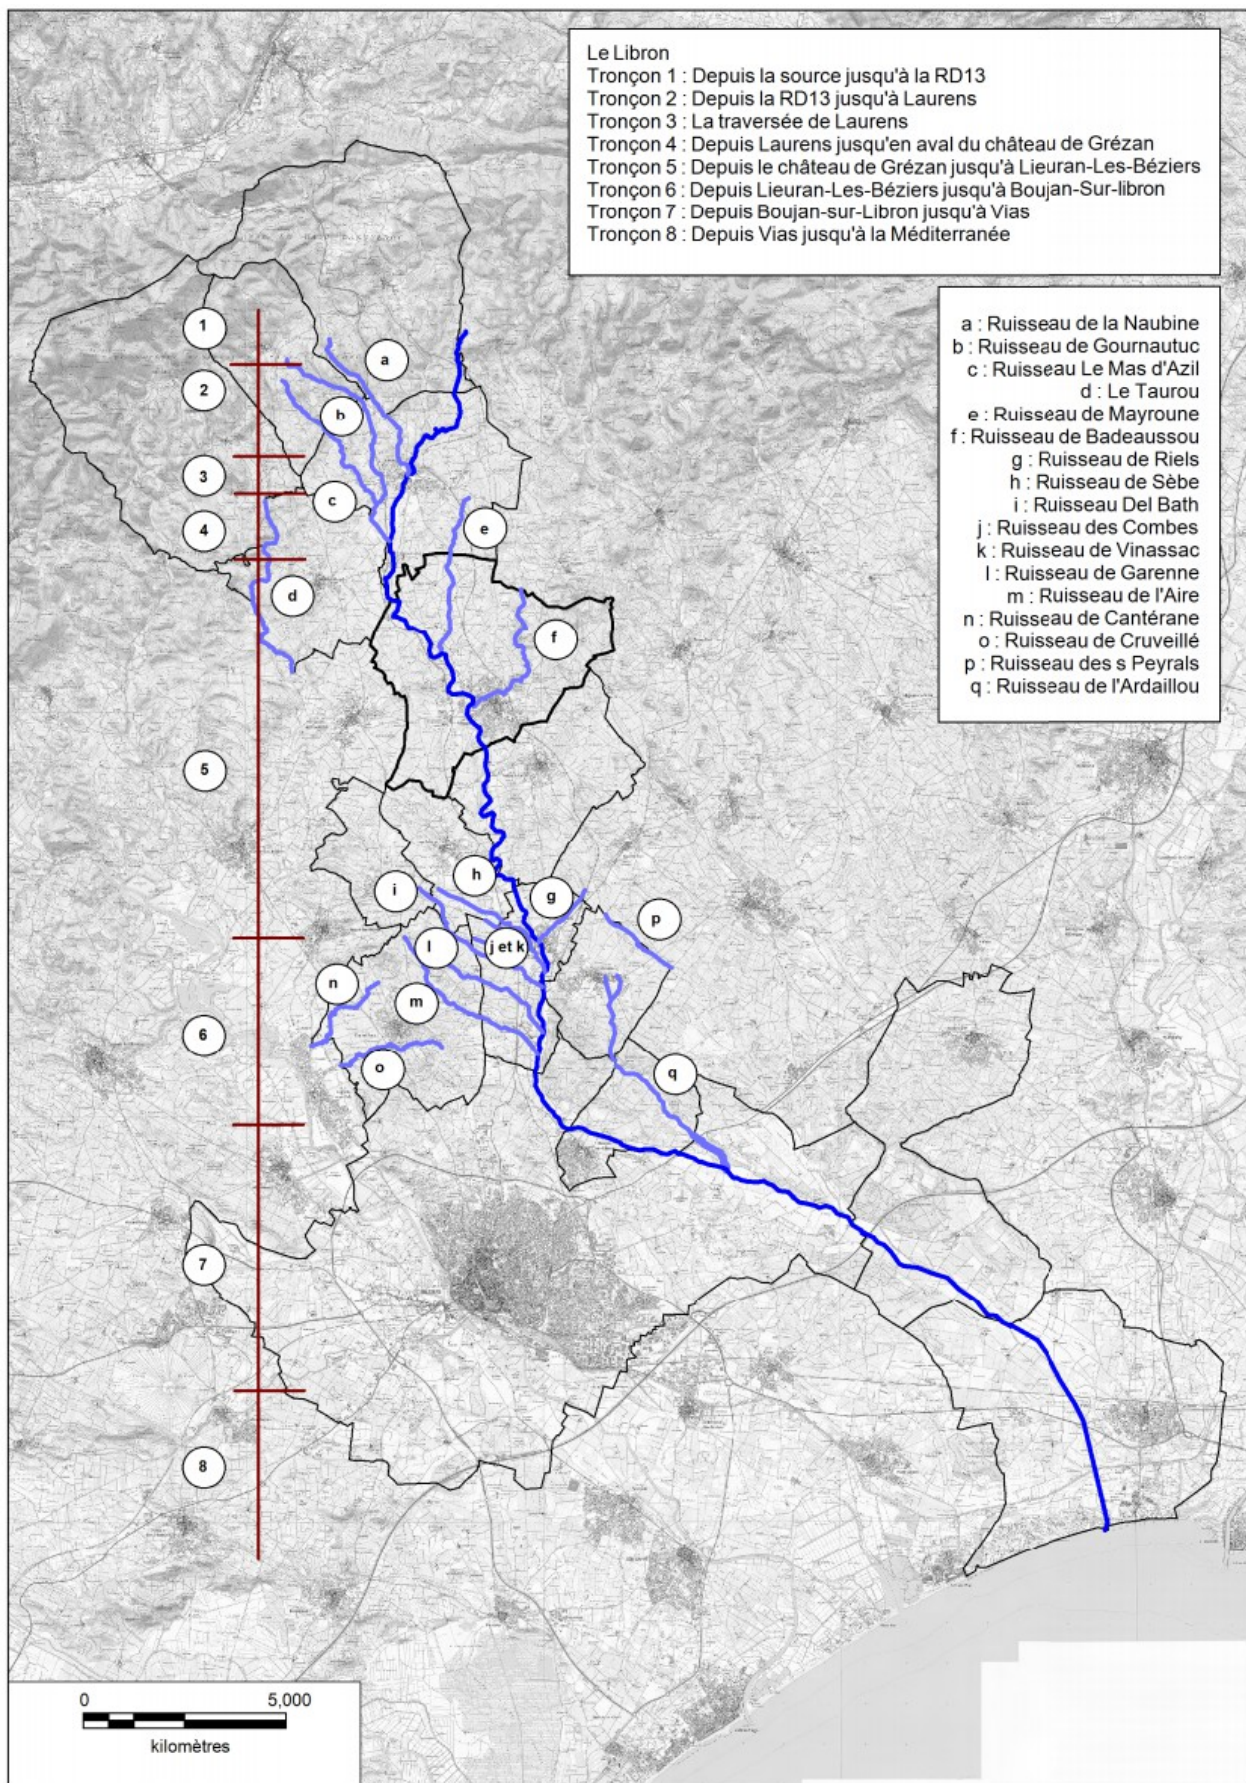 Le Libron
Tronçon 1 : Depuis la source jusqu'à la RD13
Tronçon 2 : Depuis la RD13 jusqu'à Laurens
Tronçon 3 : La traversée de Laurens
Tronçon 4 : Depuis Laurens jusqu'en aval du château de Grézan
Tronçon 5 : Depuis le château de Grézan jusqu'à Lieuran-Les-Béziers
Tronçon 6 : Depuis Lieuran-Les-Béziers jusqu'à Boujan-Sur-libron
Tronçon 7 : Depuis Boujan-sur-Libron jusqu'à Vias
Tronçon 8 : Depuis Vias jusqu'à la Méditerranée
a : Ruisseau de la Naubine
b : Ruisseau de Gournautuc
c : Ruisseau Le Mas d'Azil
d : Le Taurou
e : Ruisseau de Mayroune
f : Ruisseau de Badeaussou
g : Ruisseau de Riels
h : Ruisseau de Sèbe
i : Ruisseau Del Bath
j : Ruisseau des Combes
k : Ruisseau de Vinassac
l : Ruisseau de Garenne
m : Ruisseau de l'Aire
n : Ruisseau de Cantérane
o : Ruisseau de Cruveillé
p : Ruisseau des s Peyrals
q : Ruisseau de l'Ardaillou
1
a
2
b
3
c
4
e
d
f
5
h
i
g
p
l
j et k
n
m
6
o
q
7
8
0 5,000
kilomètres